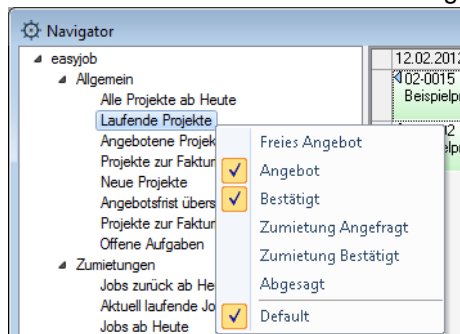 Navigator
easyjob
Allgemein
Alle Projekte ab Heute
Laufende Projekte
Angebotene Projek
Projekte zur Faktur
Neue Projekte
Angebotsfrist übers
Projekte zur Faktur
Offene Aufgaben
Zumietungen
Jobs zurück ab He
Aktuell laufende Jo
Jobs ab Heute
Freies Angebot
Angebot
Bestätigt
Zumietung Angefragt
Zumietung Bestätigt
Abgesagt
Default
12.02.2012
02-0015
Beispielp